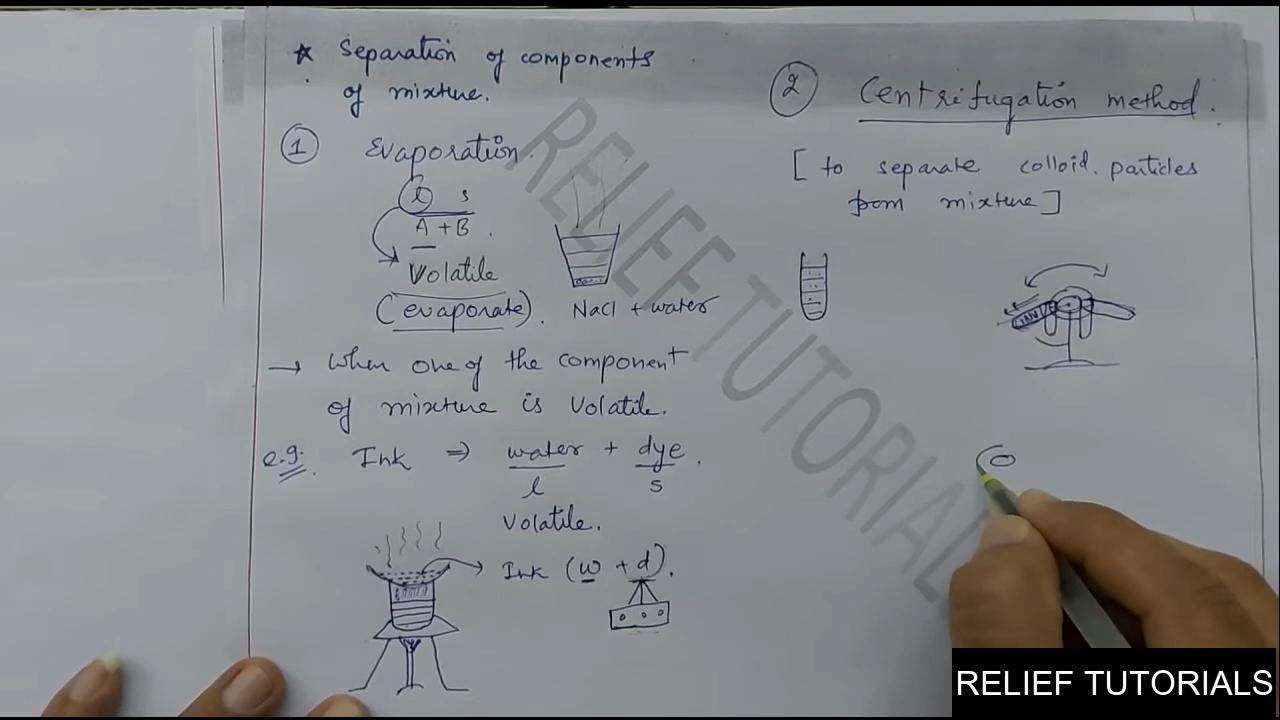 * Separation of components
of mixture.
1 Evaporation.
l s
A + B.
Volatile
(evaporate).
NaCl + water
→ When one of the component
of mixture is Volatile.
e.g. Ink ⇒ water + dye.
l s
Volatile.
Ink (w + d).
2 Centrifugation method.
[to separate colloid particles
from mixture]
RELIEF TUTORIALS
RELIEF TUTORIALS